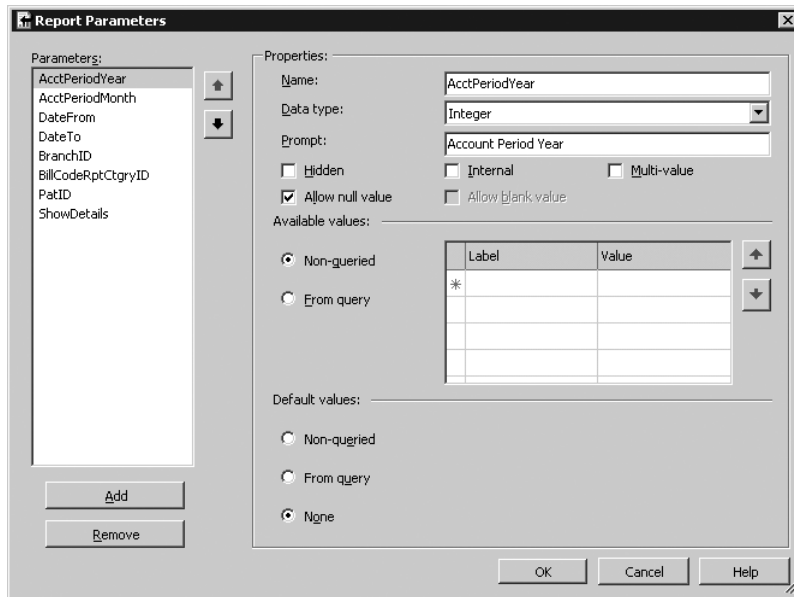 Report Parameters
Parameters:
AcctPeriodYear
AcctPeriodMonth
DateFrom
DateTo
BranchID
BillCodeRptCtgryID
PatID
ShowDetails
Add
Remove
Properties:
Name:
AcctPeriodYear
Data type:
Integer
Prompt:
Account Period Year
Hidden
Internal
Multi-value
Allow null value
Allow blank value
Available values:
Non-queried
From query
Label
Value
Default values:
Non-queried
From query
None
OK
Cancel
Help